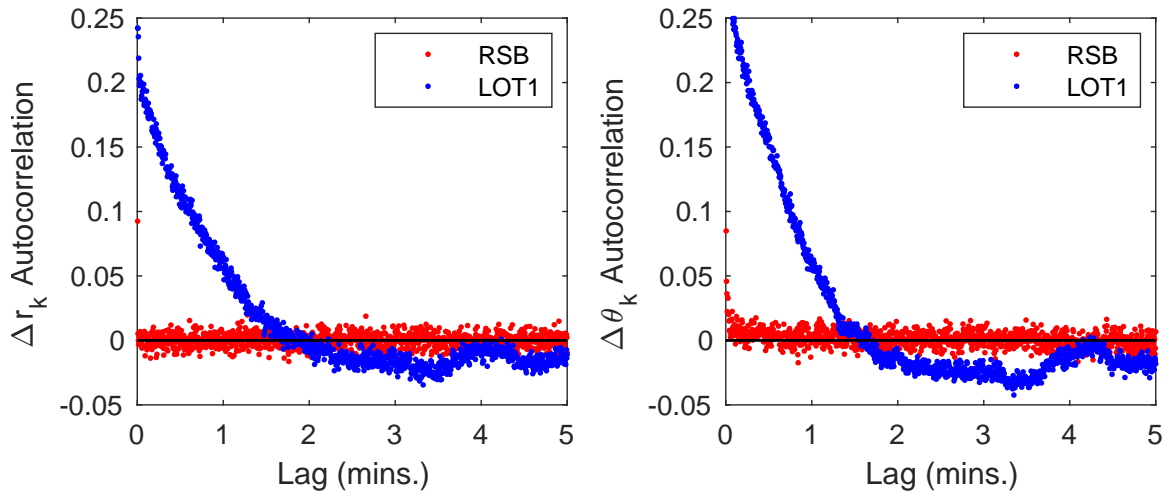 0.25
0.2
0.15
0.1
0.05
0
-0.05
Δr_k Autocorrelation
RSB
LOT1
0 1 2 3 4 5
Lag (mins.)
0.25
0.2
0.15
0.1
0.05
0
-0.05
Δθ_k Autocorrelation
RSB
LOT1
0 1 2 3 4 5
Lag (mins.)